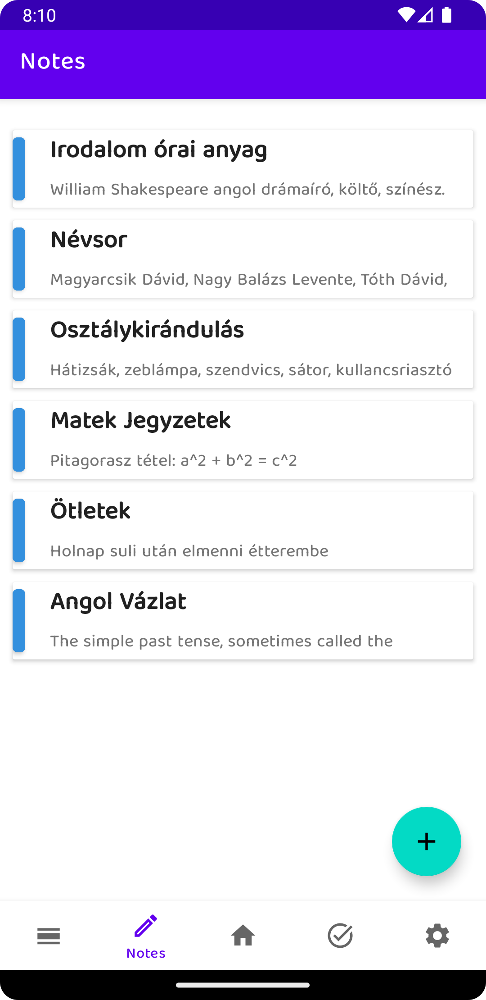 8:10
Notes
Irodalom órai anyag
William Shakespeare angol drámaíró, költő, színész.
Névsor
Magyarcsik Dávid, Nagy Balázs Levente, Tóth Dávid,
Osztálykirándulás
Hátizsák, zeblámpa, szendvics, sátor, kullancsriasztó
Matek Jegyzetek
Pitagorasz tétel: a^2 + b^2 = c^2
Ötletek
Holnap suli után elmenni étterembe
Angol Vázlat
The simple past tense, sometimes called the
Notes